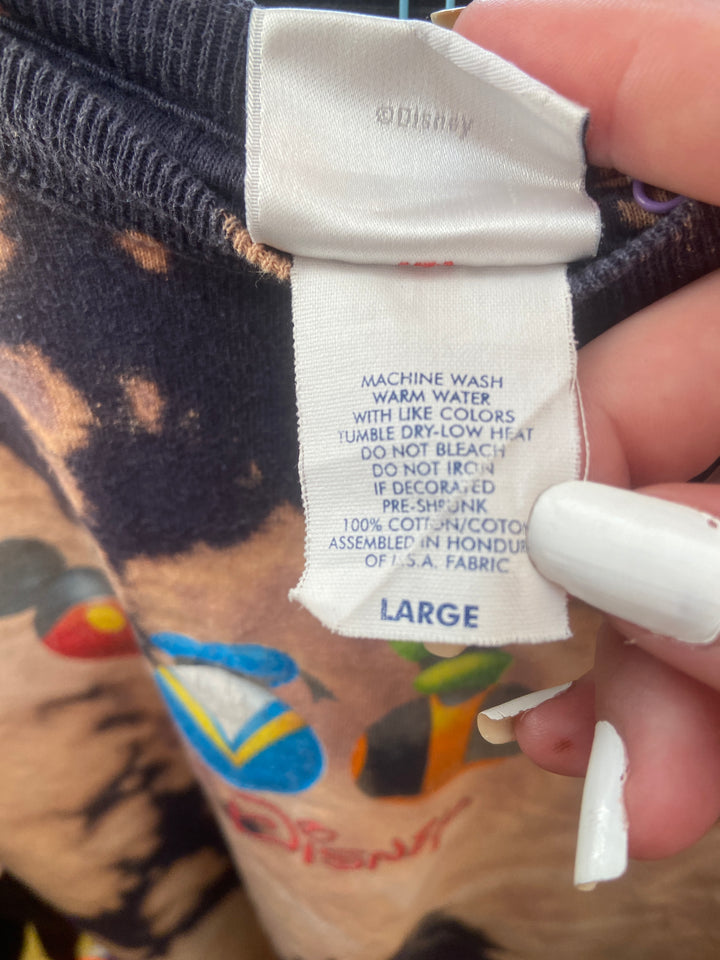 ©Disney
MACHINE WASH
WARM WATER
WITH LIKE COLORS
TUMBLE DRY-LOW HEAT
DO NOT BLEACH
DO NOT IRON
IF DECORATED
PRE-SHRUNK
100% COTTON/COTON
ASSEMBLED IN HONDUR
OF U.S.A. FABRIC
LARGE
DISNEY